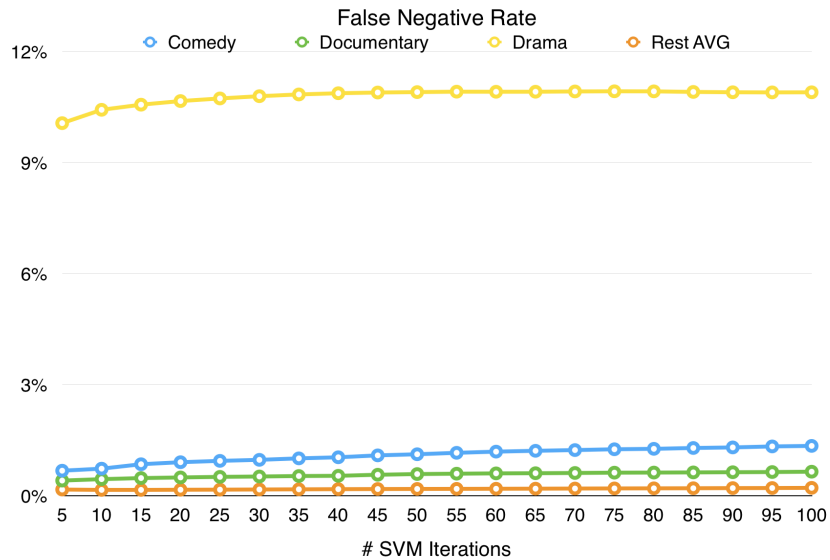 False Negative Rate
Comedy Documentary Drama Rest AVG
12%
9%
6%
3%
0%
5 10 15 20 25 30 35 40 45 50 55 60 65 70 75 80 85 90 95 100
# SVM Iterations